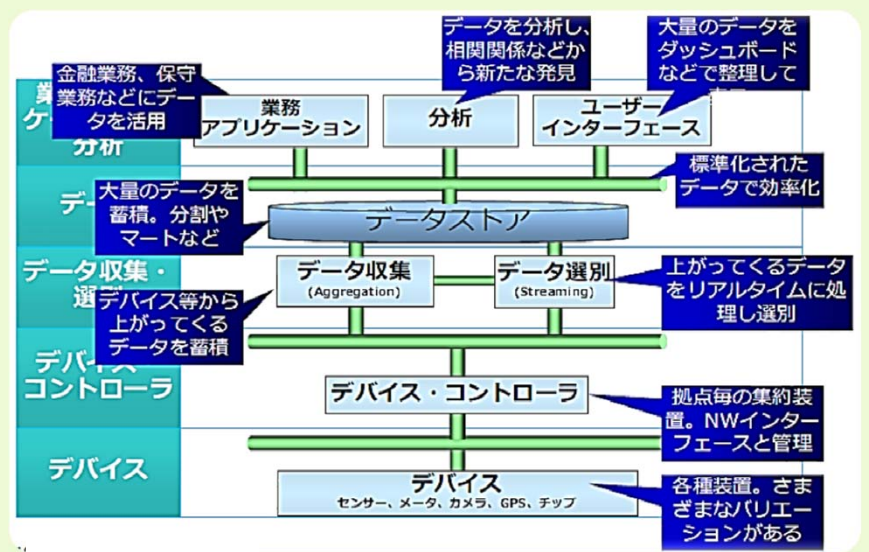 データを分析し、
相関関係などか
ら新たな発見
大量のデータを
ダッシュボード
などで整理して
金融業務、保守
業務などにデー
タを活用
業務
アプリケーション
分析
ユーザー
インターフェース
分析
標準化された
データで効率化
大量のデータを
蓄積。分割や
マートなど
データストア
データ収集・
データ収集
(Aggregation)
データ選別
(Streaming)
上がってくるデータ
をリアルタイムに処
理し選別
デバイス等から
上がってくる
データを蓄積
デバイス
コントローラ
デバイス・コントローラ
拠点毎の集約装
置。NWインター
フェースと管理
デバイス
デバイス
センサー、メータ、カメラ、GPS、チップ
各種装置。さま
ざまなバリエー
ションがある